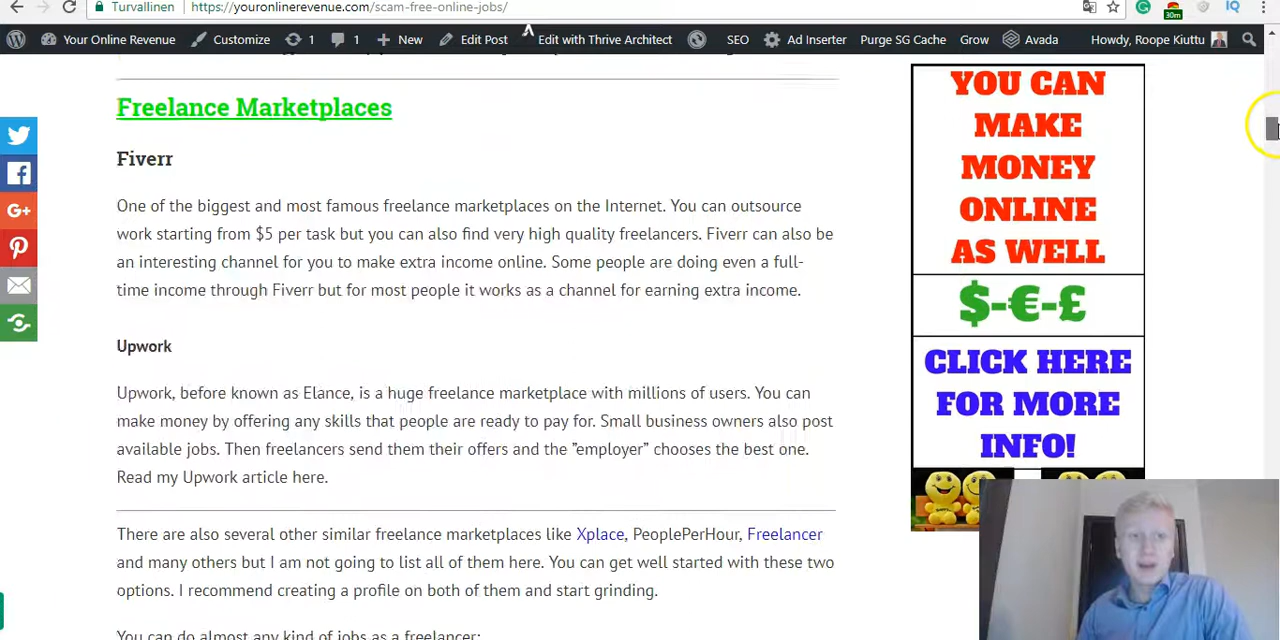 Turvallinen https://youronlinerevenue.com/scam-free-online-jobs/
30m
IQ
Your Online Revenue Customize 1 1 New Edit Post Edit with Thrive Architect SEO Ad Inserter Purge SG Cache Grow Avada Howdy, Roope Kiuttu
Freelance Marketplaces
Fiverr
One of the biggest and most famous freelance marketplaces on the Internet. You can outsource
work starting from $5 per task but you can also find very high quality freelancers. Fiverr can also be
an interesting channel for you to make extra income online. Some people are doing even a full-
time income through Fiverr but for most people it works as a channel for earning extra income.
Upwork
Upwork, before known as Elance, is a huge freelance marketplace with millions of users. You can
make money by offering any skills that people are ready to pay for. Small business owners also post
available jobs. Then freelancers send them their offers and the ”employer” chooses the best one.
Read my Upwork article here.
There are also several other similar freelance marketplaces like Xplace, PeoplePerHour, Freelancer
and many others but I am not going to list all of them here. You can get well started with these two
options. I recommend creating a profile on both of them and start grinding.
You can do almost any kind of jobs as a freelancer:
G+
YOU CAN
MAKE
MONEY
ONLINE
AS WELL
$-€-£
CLICK HERE
FOR MORE
INFO!